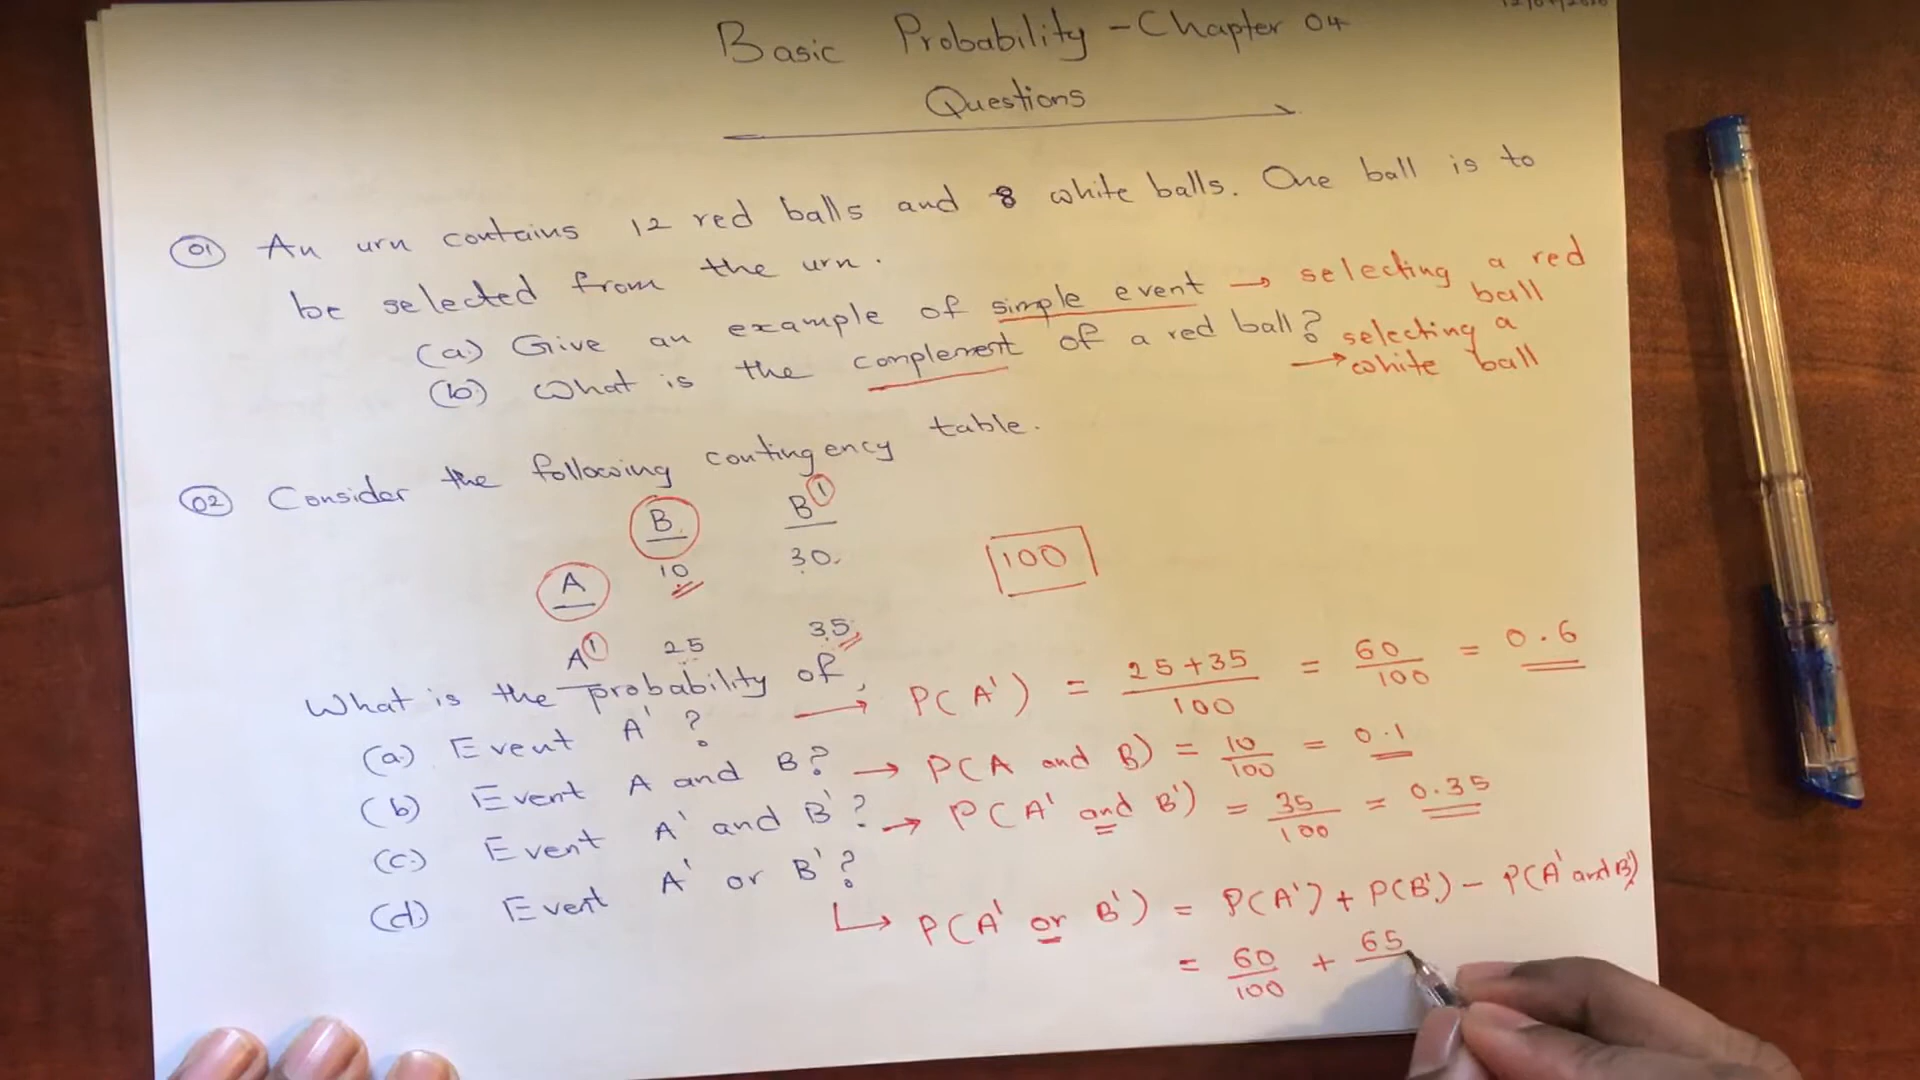 Basic Probability - Chapter 04
Questions
01 An urn contains 12 red balls and 8 white balls. One ball is to
be selected from the urn.
(a) Give an example of simple event → selecting a red
ball
(b) What is the complement of a red ball? selecting a
→ white ball
02 Consider the following contingency table.
B B'
A 10 30 100
A' 25 35
What is the probability of,
(a) Event A' ? → P(A') = 25+35/100 = 60/100 = 0.6
(b) Event A and B? → P(A and B) = 10/100 = 0.1
(c) Event A' and B'? → P(A' and B') = 35/100 = 0.35
(d) Event A' or B'?
↳ P(A' or B') = P(A') + P(B') - P(A' and B')
= 60/100 + 65